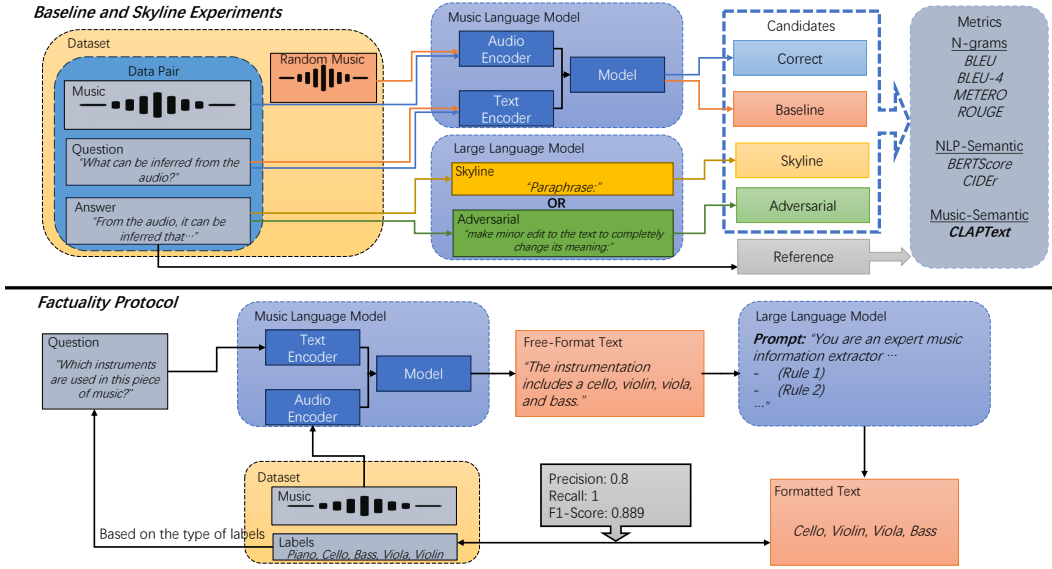 Baseline and Skyline Experiments
Dataset
Data Pair
Music
Question
"What can be inferred from the
audio?"
Answer
"From the audio, it can be
inferred that…"
Random Music
Music Language Model
Audio
Encoder
Text
Encoder
Model
Large Language Model
Skyline
"Paraphrase:"
OR
Adversarial
"make minor edit to the text to completely
change its meaning:"
Candidates
Correct
Baseline
Skyline
Adversarial
Reference
Metrics
N-grams
BLEU
BLEU-4
METERO
ROUGE
NLP-Semantic
BERTScore
CIDEr
Music-Semantic
CLAPText
Factuality Protocol
Question
"Which instruments
are used in this piece
of music?"
Music Language Model
Text
Encoder
Audio
Encoder
Model
Free-Format Text
"The instrumentation
includes a cello, violin, viola,
and bass."
Large Language Model
Prompt: "You are an expert music
information extractor …
- (Rule 1)
- (Rule 2)
…"
Dataset
Music
Labels
Piano, Cello, Bass, Viola, Violin
Based on the type of labels
Precision: 0.8
Recall: 1
F1-Score: 0.889
Formatted Text
Cello, Violin, Viola, Bass